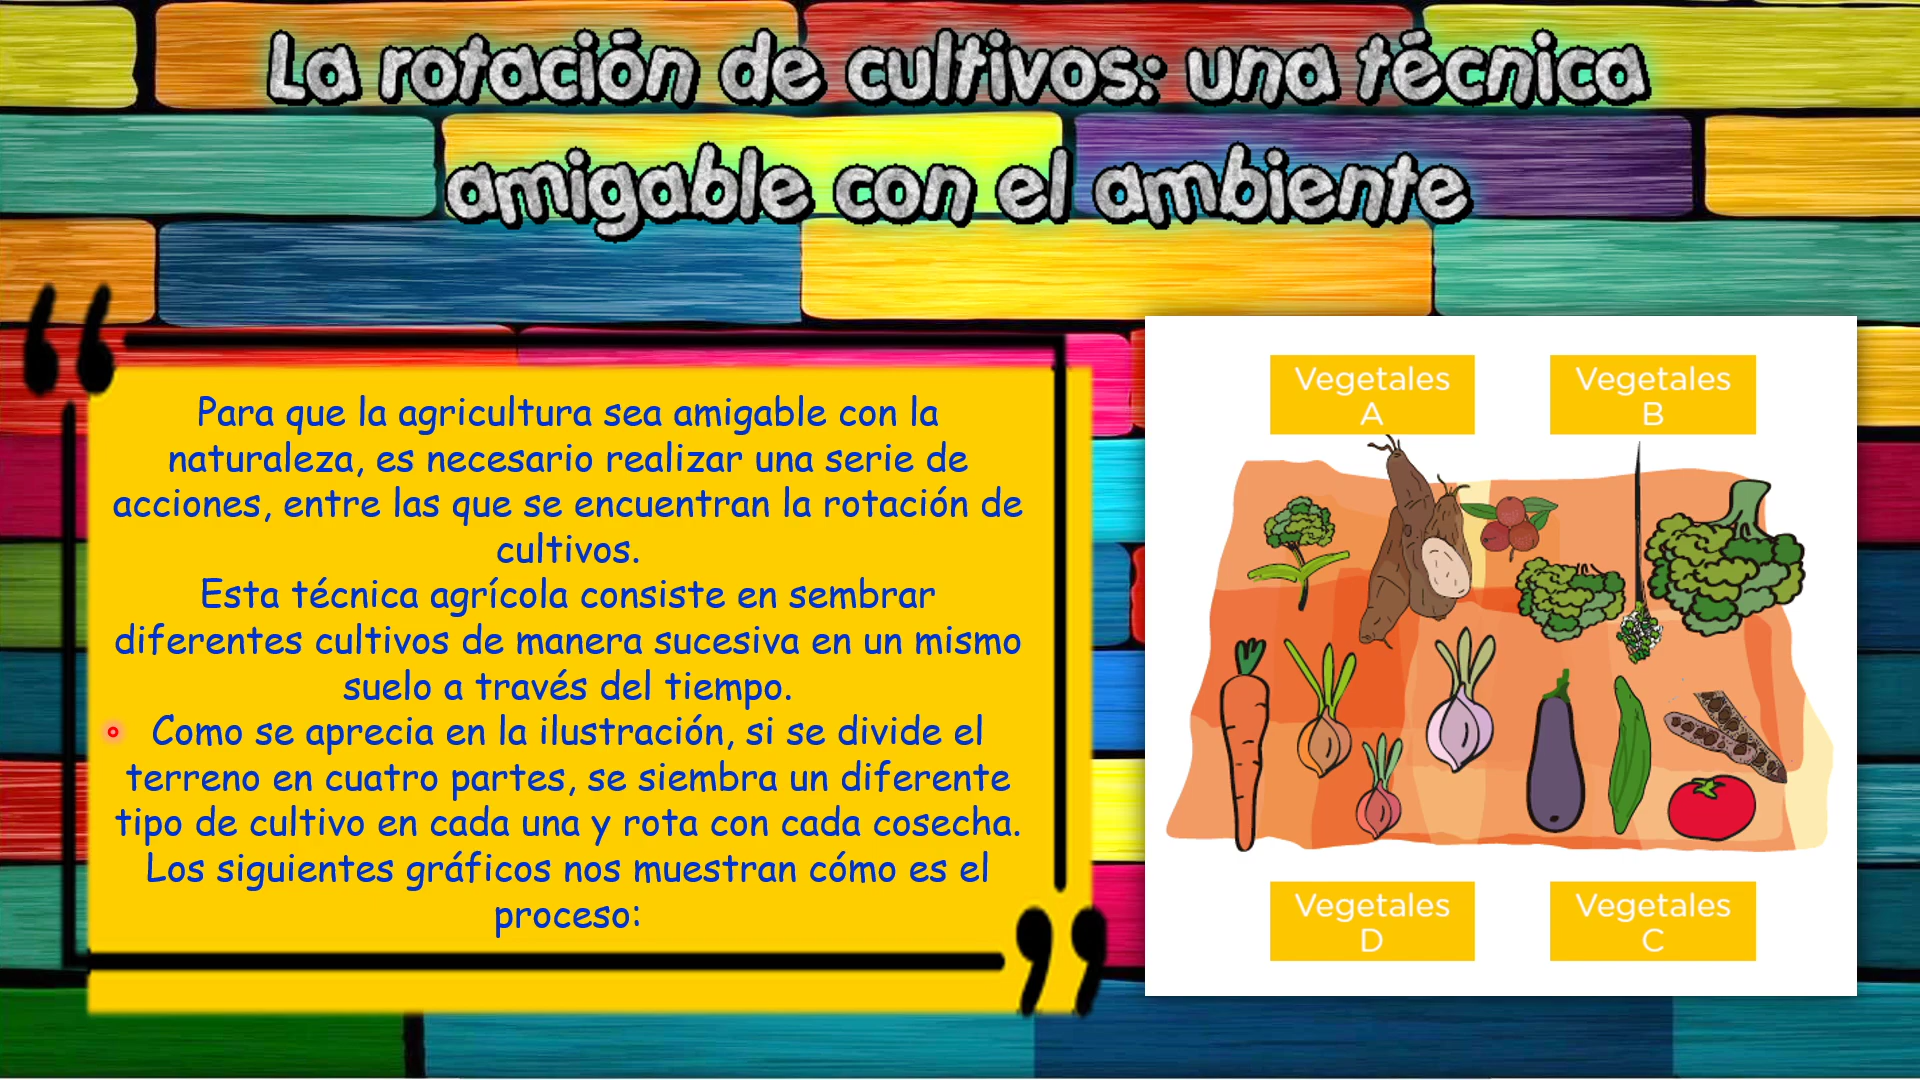 La rotación de cultivos: una técnica
amigable con el ambiente
Para que la agricultura sea amigable con la
naturaleza, es necesario realizar una serie de
acciones, entre las que se encuentran la rotación de
cultivos.
Esta técnica agrícola consiste en sembrar
diferentes cultivos de manera sucesiva en un mismo
suelo a través del tiempo.
Como se aprecia en la ilustración, si se divide el
terreno en cuatro partes, se siembra un diferente
tipo de cultivo en cada una y rota con cada cosecha.
Los siguientes gráficos nos muestran cómo es el
proceso:
Vegetales
A
Vegetales
B
Vegetales
D
Vegetales
C